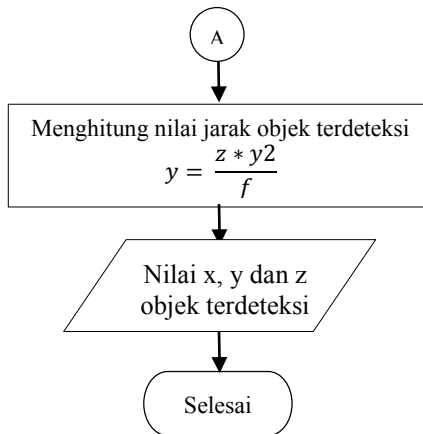 A
Menghitung nilai jarak objek terdeteksi
y = z * y2 / f
Nilai x, y dan z
objek terdeteksi
Selesai